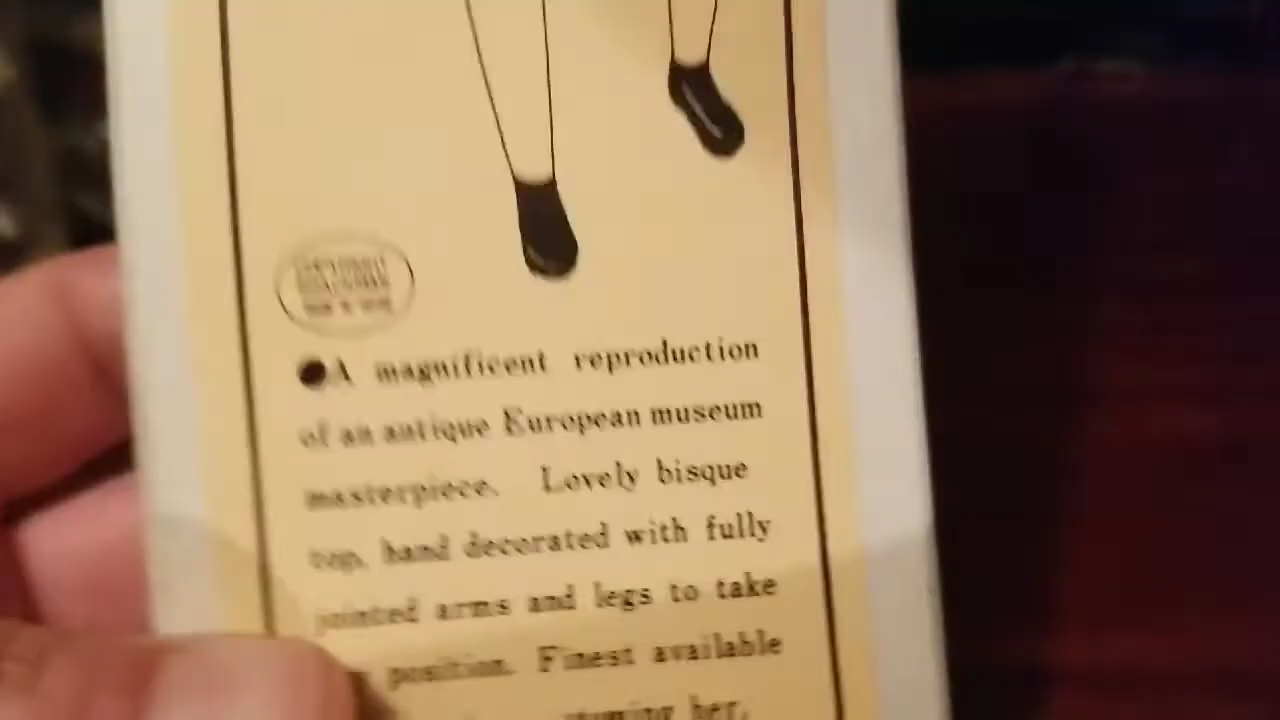 ●A magnificent reproduction
of an antique European museum
masterpiece. Lovely bisque
top, hand decorated with fully
jointed arms and legs to take
position. Finest available
her.